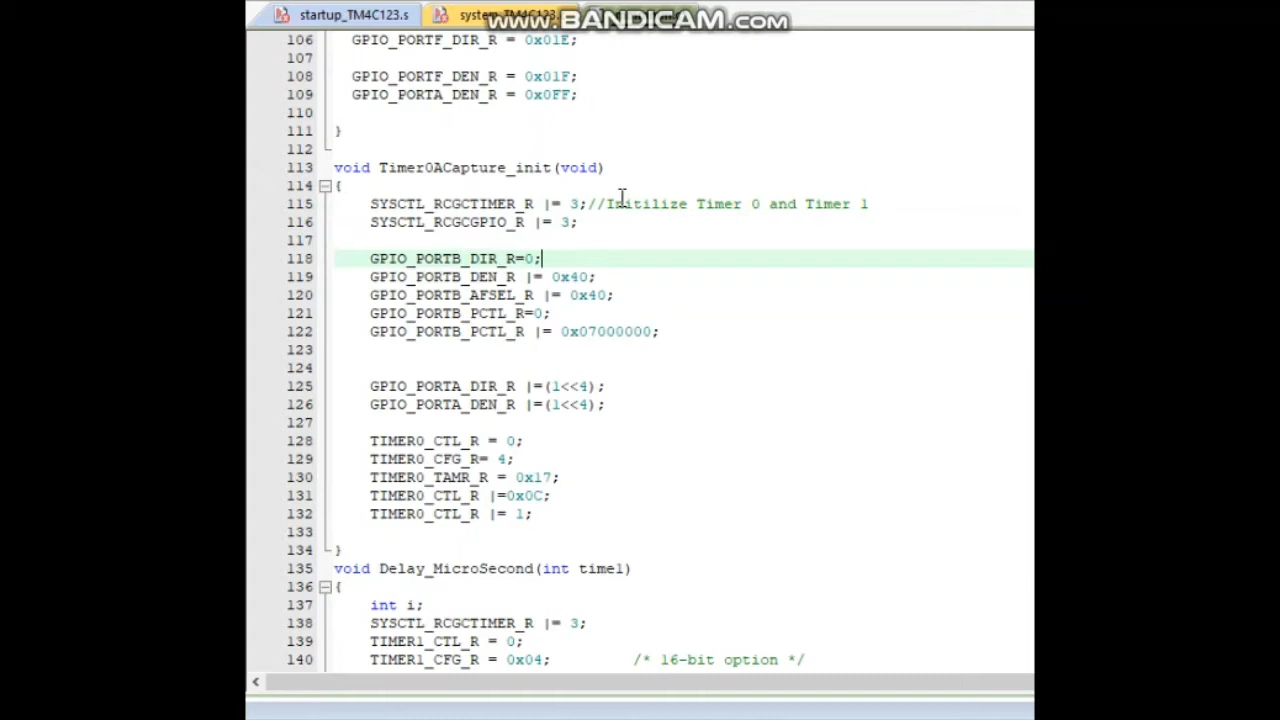 startup_TM4C123.s system_TM4C123.
www.BANDICAM.com
106 GPIO_PORTF_DIR_R = 0x01E;
107
108 GPIO_PORTF_DEN_R = 0x01F;
109 GPIO_PORTA_DEN_R = 0x0FF;
110
111 }
112
113 void Timer0ACapture_init(void)
114 {
115 SYSCTL_RCGCTIMER_R |= 3;//Initilize Timer 0 and Timer 1
116 SYSCTL_RCGCGPIO_R |= 3;
117
118 GPIO_PORTB_DIR_R=0;
119 GPIO_PORTB_DEN_R |= 0x40;
120 GPIO_PORTB_AFSEL_R |= 0x40;
121 GPIO_PORTB_PCTL_R=0;
122 GPIO_PORTB_PCTL_R |= 0x07000000;
123
124
125 GPIO_PORTA_DIR_R |=(1<<4);
126 GPIO_PORTA_DEN_R |=(1<<4);
127
128 TIMER0_CTL_R = 0;
129 TIMER0_CFG_R= 4;
130 TIMER0_TAMR_R = 0x17;
131 TIMER0_CTL_R |=0x0C;
132 TIMER0_CTL_R |= 1;
133
134 }
135 void Delay_MicroSecond(int time1)
136 {
137 int i;
138 SYSCTL_RCGCTIMER_R |= 3;
139 TIMER1_CTL_R = 0;
140 TIMER1_CFG_R = 0x04; /* 16-bit option */